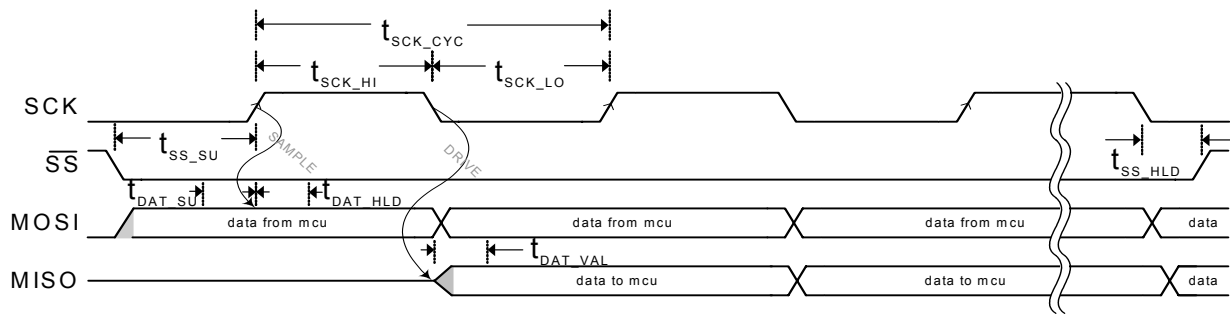 tSCK_CYC
tSCK_HI
tSCK_LO
SCK
tSS_SU
SAMPLE
DRIVE
tSS_HLD
SS
tDAT_SU
tDAT_HLD
MOSI
data from mcu
data from mcu
data from mcu
data
tDAT_VAL
MISO
data to mcu
data to mcu
data